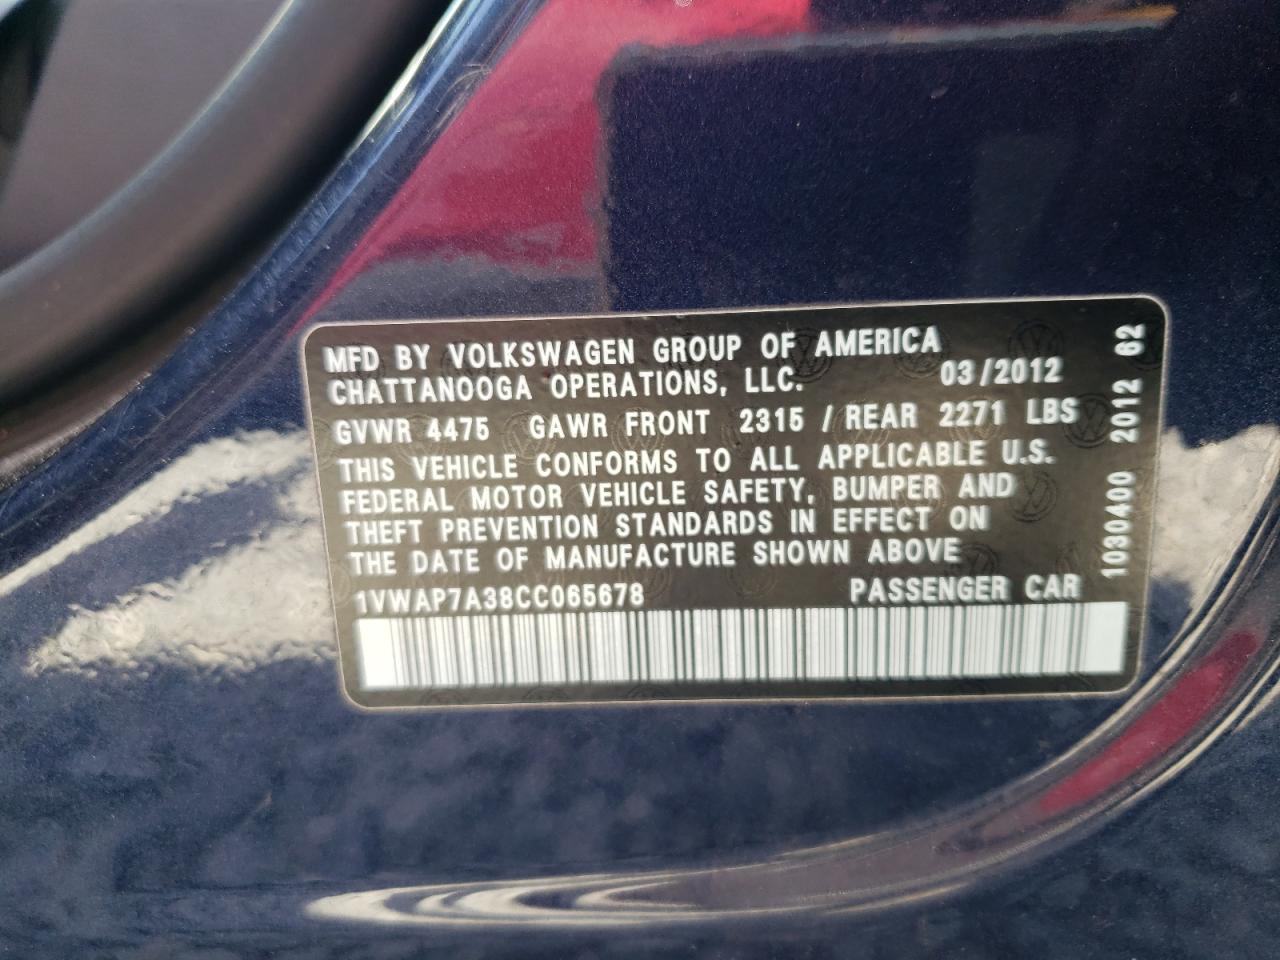 MFD BY VOLKSWAGEN GROUP OF AMERICA
CHATTANOOGA OPERATIONS, LLC. 03/2012
GVWR 4475 GAWR FRONT 2315 / REAR 2271 LBS
THIS VEHICLE CONFORMS TO ALL APPLICABLE U.S.
FEDERAL MOTOR VEHICLE SAFETY, BUMPER AND
THEFT PREVENTION STANDARDS IN EFFECT ON
THE DATE OF MANUFACTURE SHOWN ABOVE
1VWAP7A38CC065678 PASSENGER CAR
1030400 2012 62